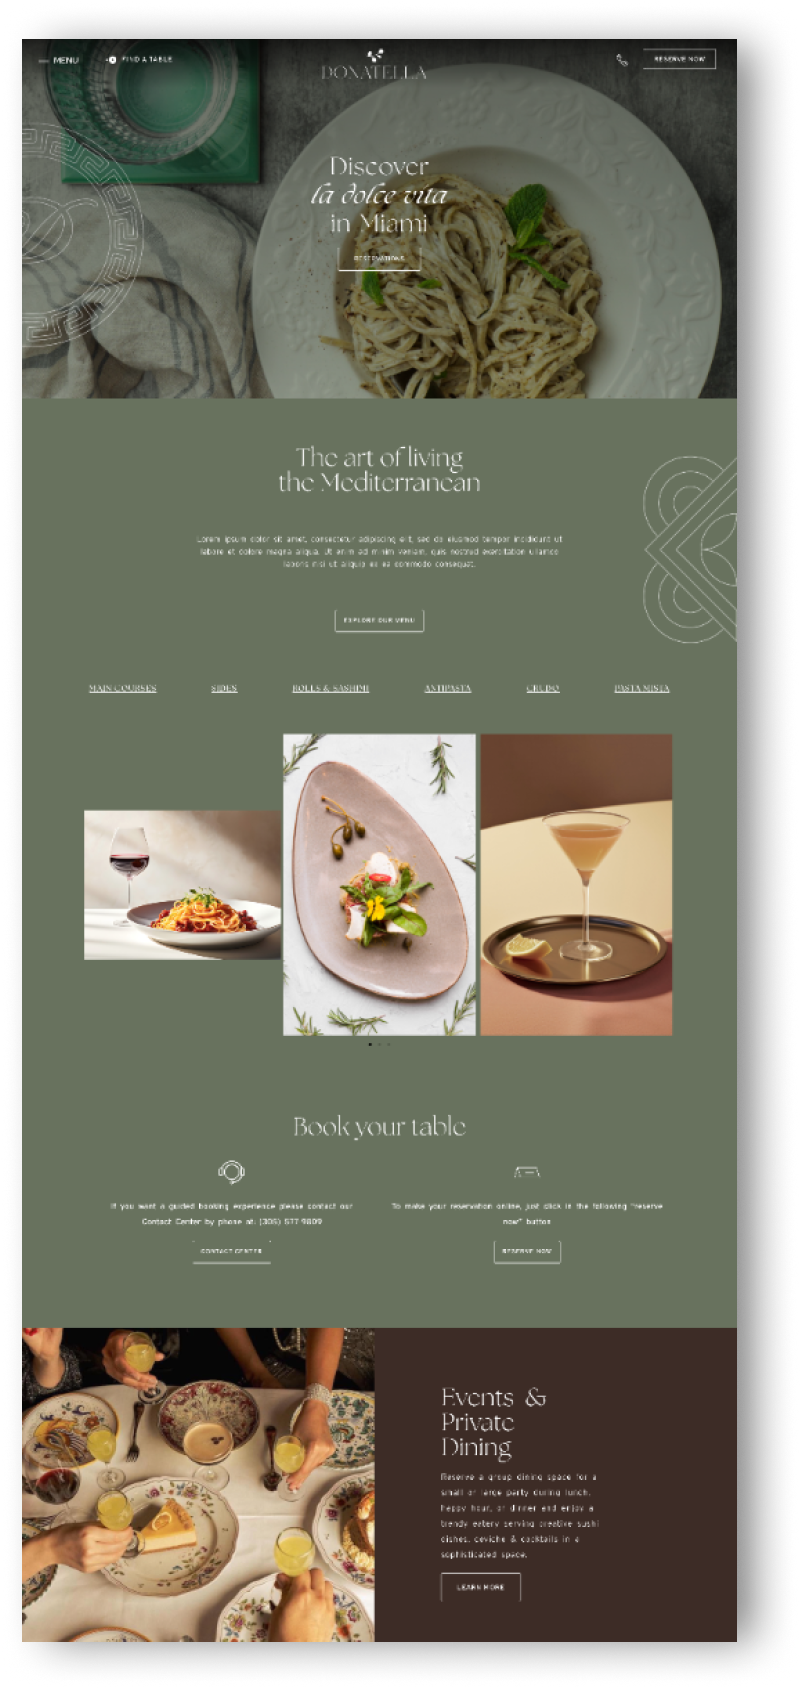 MENU
FIND A TABLE
DONATELLA
RESERVE NOW
Discover
la dolce vita
in Miami
RESERVATIONS
The art of living
the Mediterranean
Lorem ipsum dolor sit amet, consectetur adipiscing elit, sed do eiusmod tempor incididunt ut
labore et dolore magna aliqua. Ut enim ad minim veniam, quis nostrud exercitation ullamco
laboris nisi ut aliquip ex ea commodo consequat.
EXPLORE OUR MENU
MAIN COURSES
SIDES
ROLLS & SASHIMI
ANTIPASTA
CRUDO
PASTA MISTA
Book your table
If you want a guided booking experience please contact our
Contact Center by phone at: (305) 577 9809
CONTACT CENTER
To make your reservation online, just click in the following "reserve
now" button
RESERVE NOW
Events &
Private
Dining
Reserve a group dining space for a
small or large party during lunch,
happy hour, or dinner and enjoy a
trendy eatery serving creative sushi
dishes, ceviche & cocktails in a
sophisticated space.
LEARN MORE